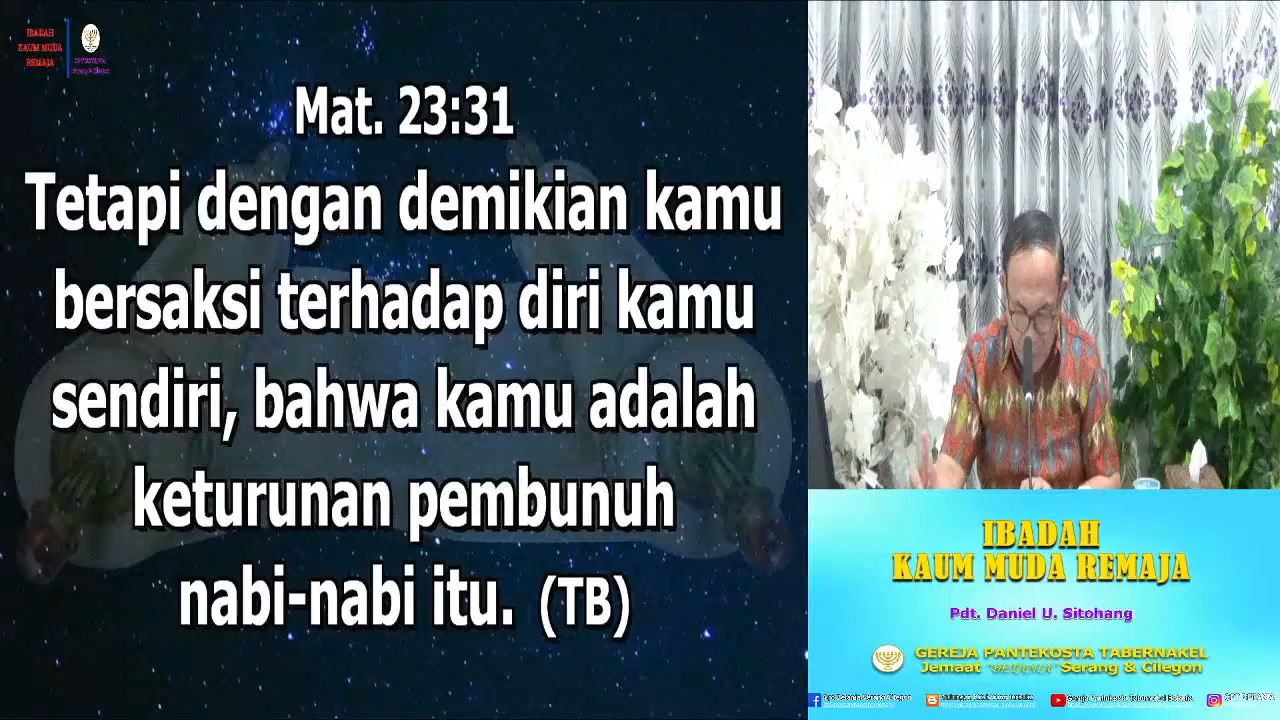 IBADAH
KAUM MUDA
REMAJA
Mat. 23:31
Tetapi dengan demikian kamu
bersaksi terhadap diri kamu
sendiri, bahwa kamu adalah
keturunan pembunuh
nabi-nabi itu. (TB)
IBADAH
KAUM MUDA REMAJA
Pdt. Daniel U. Sitohang
GEREJA PANTEKOSTA TABERNAKEL
Jemaat "BETANIA" Serang & Cilegon